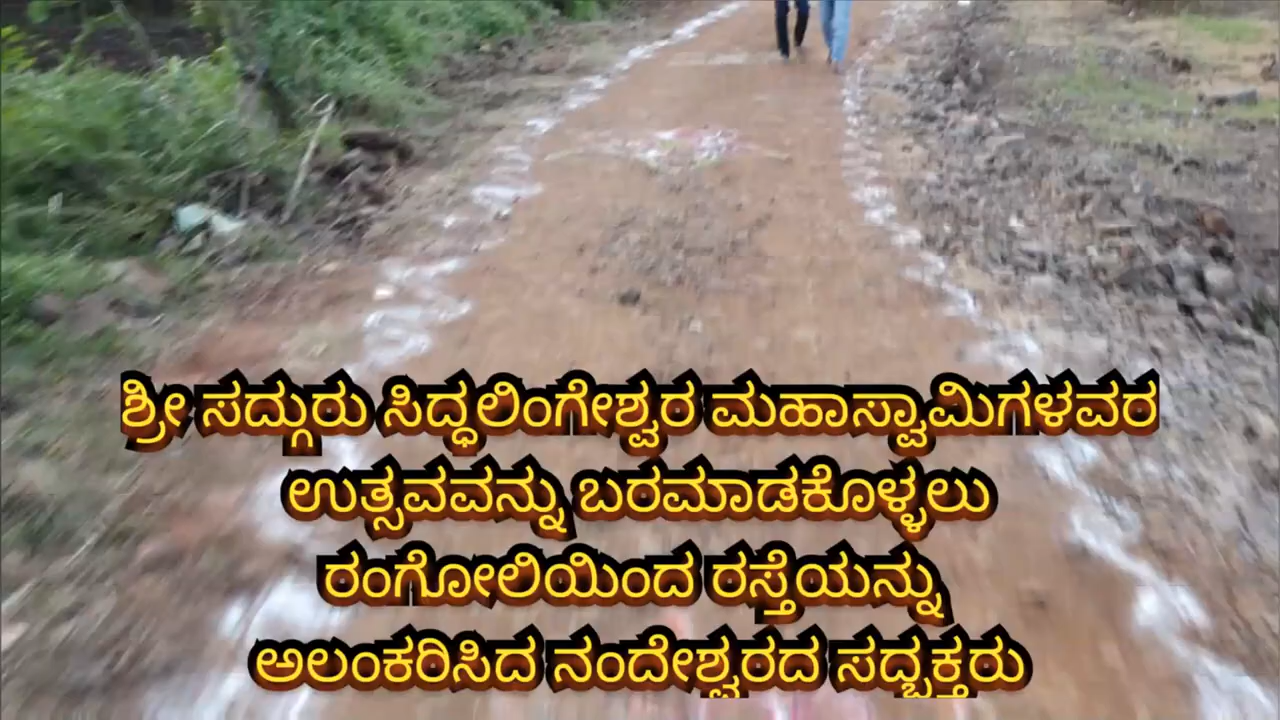 ಶ್ರೀ ಸದ್ಗುರು ಸಿದ್ಧಲಿಂಗೇಶ್ವರ ಮಹಾಸ್ವಾಮಿಗಳವರ
ಉತ್ಸವವನ್ನು ಬರಮಾಡಕೊಳ್ಳಲು
ರಂಗೋಲಿಯಿಂದ ರಸ್ತೆಯನ್ನು
ಅಲಂಕರಿಸಿದ ನಂದೇಶ್ವರದ ಸದ್ಭಕ್ತರು